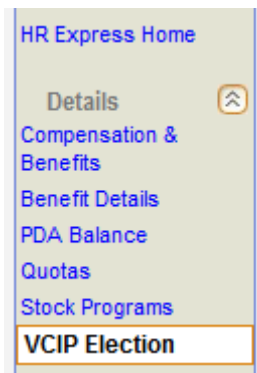 HR Express Home
Details
Compensation &
Benefits
Benefit Details
PDA Balance
Quotas
Stock Programs
VCIP Election